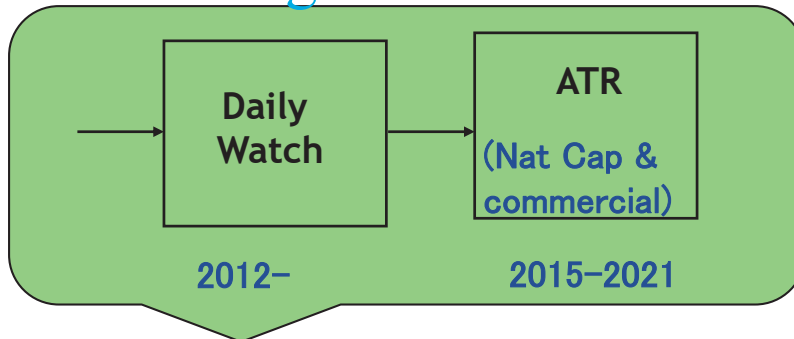 Daily
Watch
ATR
(Nat Cap &
commercial)
2012-
2015-2021